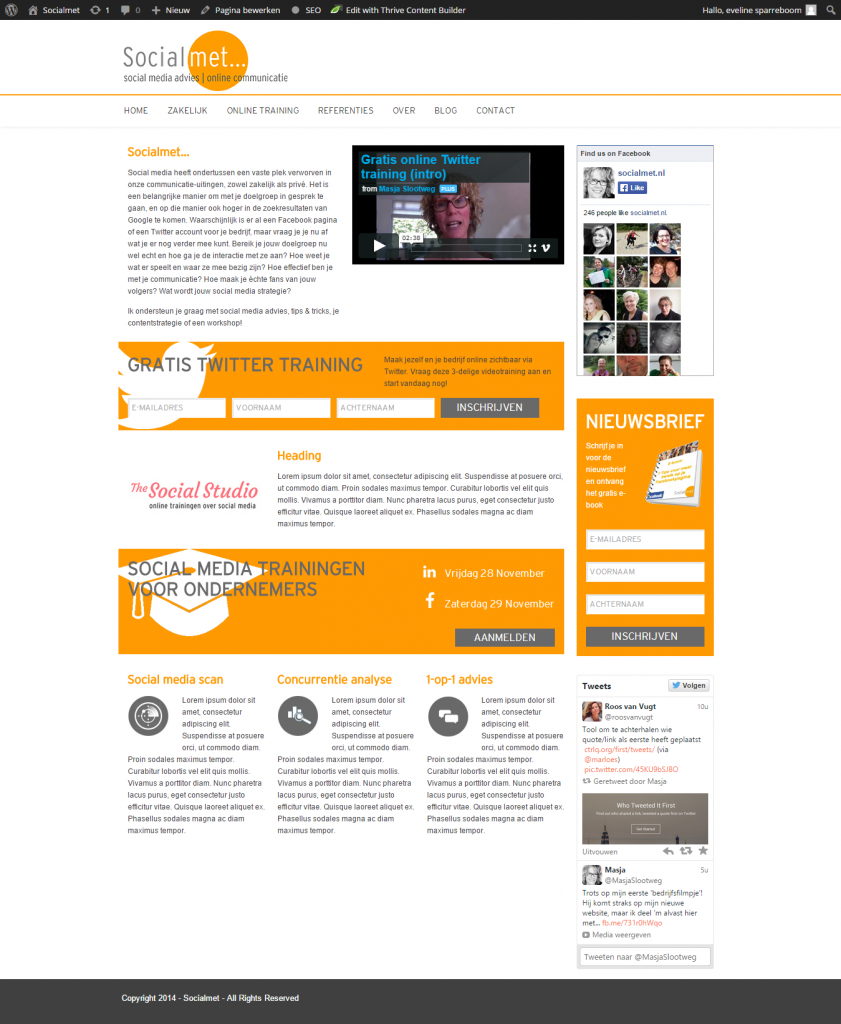 Socialmet
1
0
Nieuw
Pagina bewerken
SEO
Edit with Thrive Content Builder
Hallo, eveline sparreboom
Social met...
social media advies | online communicatie
HOME
ZAKELIJK
ONLINE TRAINING
REFERENTIES
OVER
BLOG
CONTACT
Socialmet...
Social media heeft ondertussen een vaste plek verworven in
onze communicatie-uitingen, zowel zakelijk als privé. Het is
een belangrijke manier om met je doelgroep in gesprek te
gaan, en op die manier ook hoger in de zoekresultaten van
Google te komen. Waarschijnlijk is er al een Facebook pagina
of een Twitter account voor je bedrijf, maar vraag je je nu af
wat je er nog verder mee kunt. Bereik je jouw doelgroep nu
wel echt en hoe ga je de interactie met ze aan? Hoe weet je
wat er speelt en waar ze mee bezig zijn? Hoe effectief ben je
met je communicatie? Hoe maak je èchte fans van jouw
volgers? Wat wordt jouw social media strategie?
Ik ondersteun je graag met social media advies, tips & tricks, je
contentstrategie of een workshop!
Gratis online Twitter
training (intro)
from Masja Slootweg PLUS
02:38
GRATIS TWITTER TRAINING
Maak jezelf en je bedrijf online zichtbaar via
Twitter. Vraag deze 3-delige videotraining aan en
start vandaag nog!
E-MAILADRES
VOORNAAM
ACHTERNAAM
INSCHRIJVEN
The Social Studio
online trainingen over social media
Heading
Lorem ipsum dolor sit amet, consectetur adipiscing elit. Suspendisse at posuere orci,
ut commodo diam. Proin sodales maximus tempor. Curabitur lobortis vel elit quis
mollis. Vivamus a porttitor diam. Nunc pharetra lacus purus, eget consectetur justo
efficitur vitae. Quisque laoreet aliquet ex. Phasellus sodales magna ac diam
maximus tempor.
SOCIAL MEDIA TRAININGEN
VOOR ONDERNEMERS
Vrijdag 28 November
Zaterdag 29 November
AANMELDEN
Social media scan
Lorem ipsum dolor sit
amet, consectetur
adipiscing elit.
Suspendisse at posuere
orci, ut commodo diam.
Proin sodales maximus tempor.
Curabitur lobortis vel elit quis mollis.
Vivamus a porttitor diam. Nunc pharetra
lacus purus, eget consectetur justo
efficitur vitae. Quisque laoreet aliquet ex.
Phasellus sodales magna ac diam
maximus tempor.
Concurrentie analyse
Lorem ipsum dolor sit
amet, consectetur
adipiscing elit.
Suspendisse at posuere
orci, ut commodo diam.
Proin sodales maximus tempor.
Curabitur lobortis vel elit quis mollis.
Vivamus a porttitor diam. Nunc pharetra
lacus purus, eget consectetur justo
efficitur vitae. Quisque laoreet aliquet ex.
Phasellus sodales magna ac diam
maximus tempor.
1-op-1 advies
Lorem ipsum dolor sit
amet, consectetur
adipiscing elit.
Suspendisse at posuere
orci, ut commodo diam.
Proin sodales maximus tempor.
Curabitur lobortis vel elit quis mollis.
Vivamus a porttitor diam. Nunc pharetra
lacus purus, eget consectetur justo
efficitur vitae. Quisque laoreet aliquet ex.
Phasellus sodales magna ac diam
maximus tempor.
Find us on Facebook
socialmet.nl
Like
246 people like socialmet.nl.
NIEUWSBRIEF
Schrijf je in
voor de
nieuwsbrief
en ontvang
het gratis e-
book
E-MAILADRES
VOORNAAM
ACHTERNAAM
INSCHRIJVEN
Tweets
Volgen
Roos van Vugt
10u
@roosvanvugt
Tool om te achterhalen wie
quote/link als eerste heeft geplaatst
ctrlq.org/first/tweets/ (via
@marloes)
pic.twitter.com/45KU9bSJBO
Geretweet door Masja
Who Tweeted It First
Get Started
Uitvouwen
Masja
5u
@MasjaSlootweg
Trots op mijn eerste 'bedrijfsfilmpje'!
Hij komt straks op mijn nieuwe
website, maar ik deel 'm alvast hier
met... fb.me/731r0hWqo
Media weergeven
Tweeten naar @MasjaSlootweg
Copyright 2014 - Socialmet - All Rights Reserved